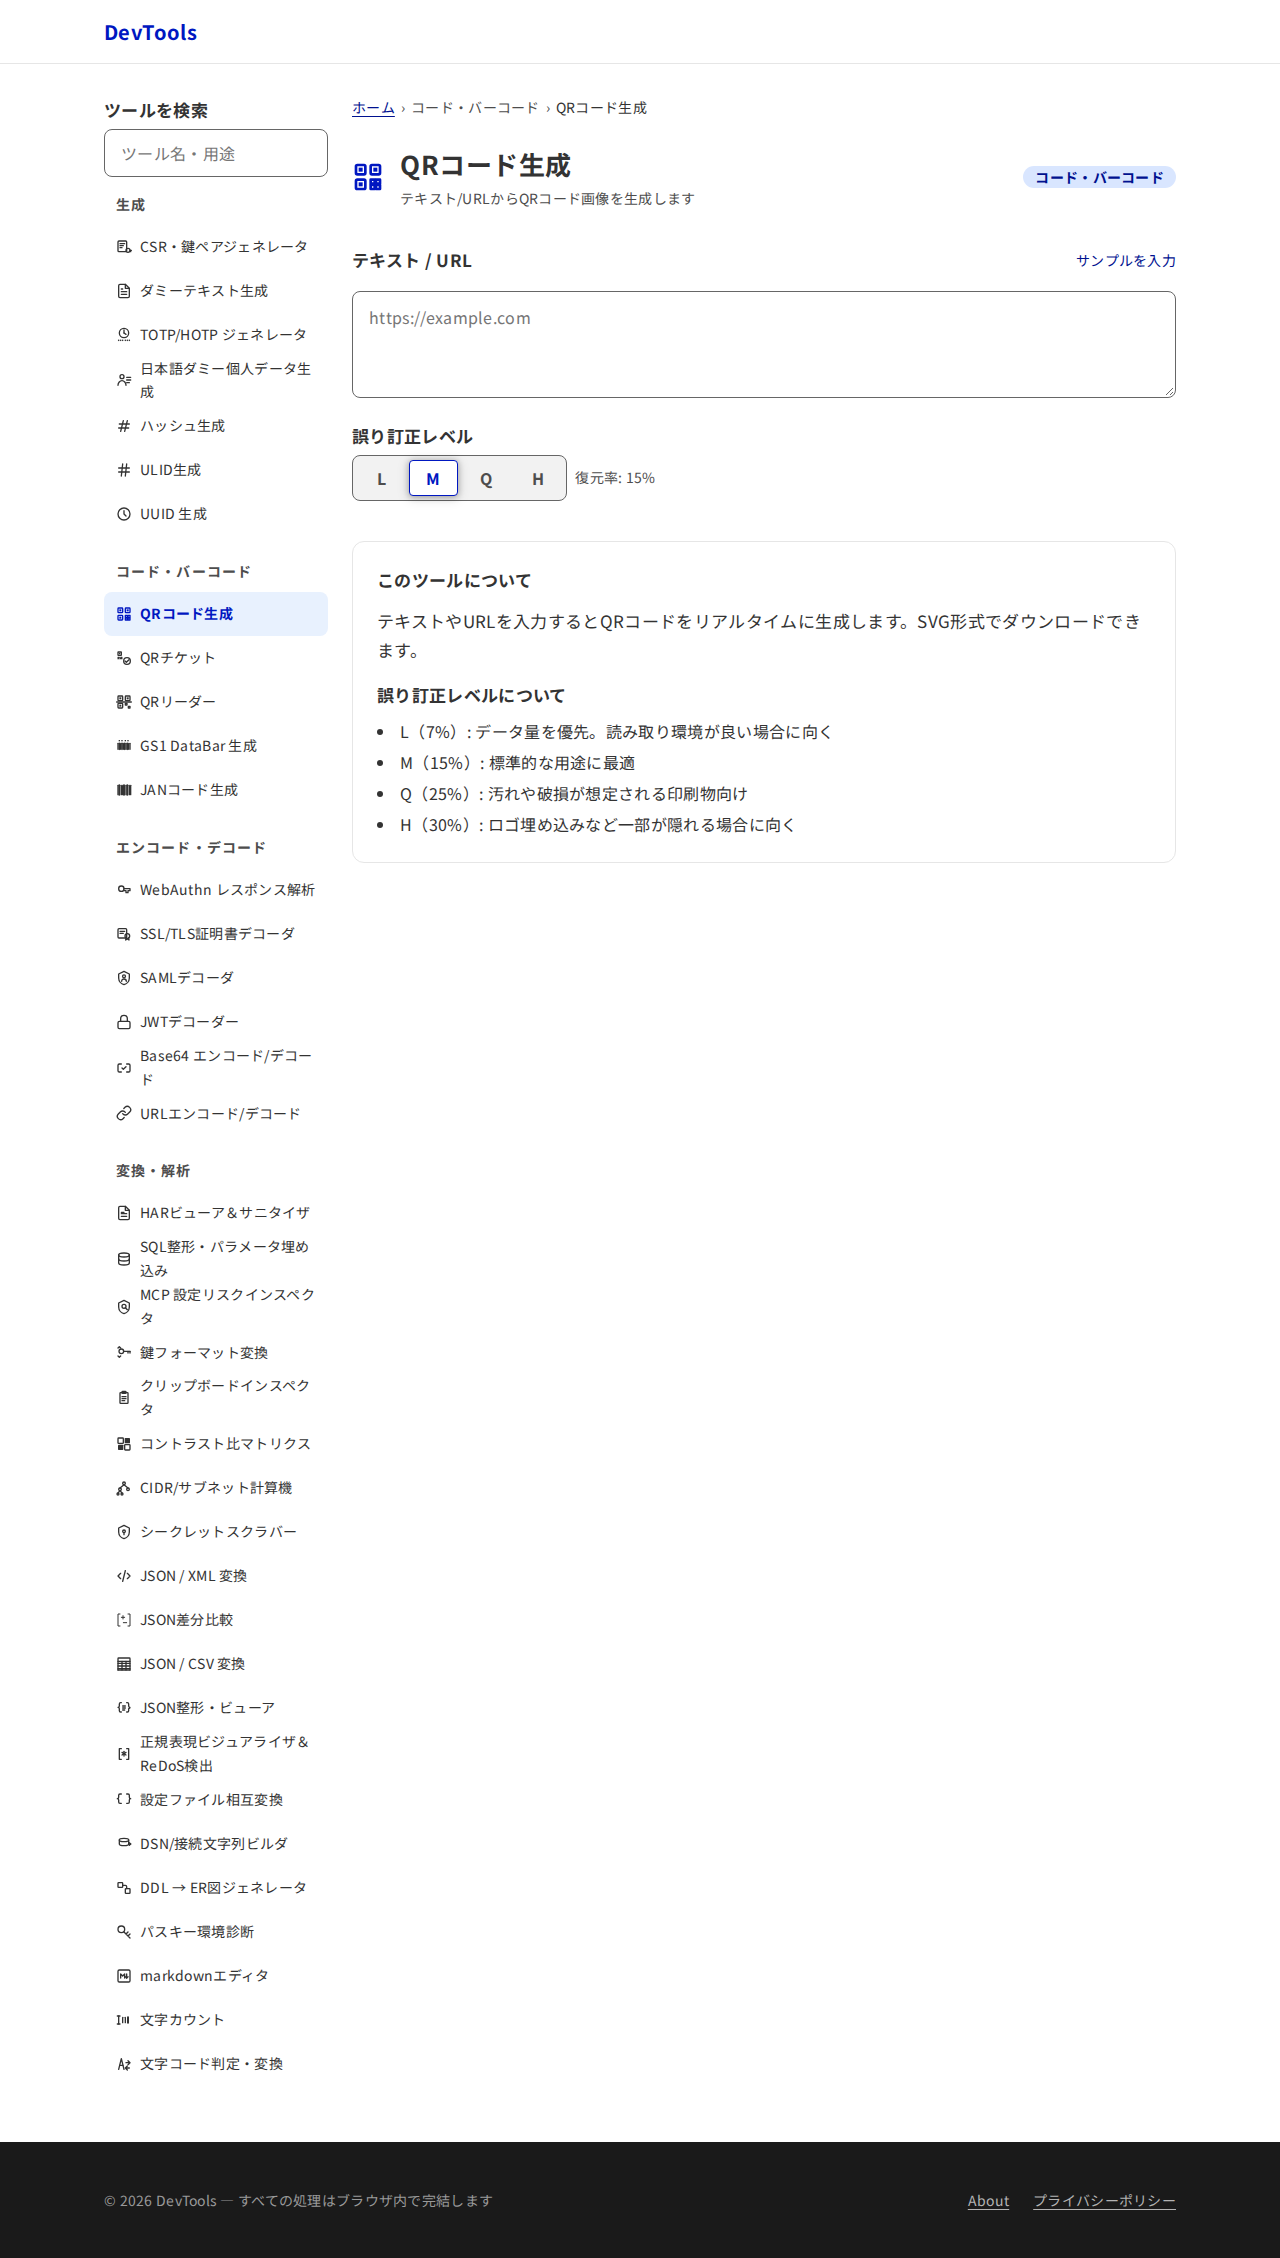 DevTools
ツールを検索
ツール名・用途
生成
CSR・鍵ペアジェネレータ
ダミーテキスト生成
TOTP/HOTP ジェネレータ
日本語ダミー個人データ生
成
ハッシュ生成
ULID生成
UUID 生成
コード・バーコード
QRコード生成
QRチケット
QRリーダー
GS1 DataBar 生成
JANコード生成
エンコード・デコード
WebAuthn レスポンス解析
SSL/TLS証明書デコーダ
SAMLデコーダ
JWTデコーダー
Base64 エンコード/デコー
ド
URLエンコード/デコード
変換・解析
HARビューア＆サニタイザ
SQL整形・パラメータ埋め
込み
MCP 設定リスクインスペク
タ
鍵フォーマット変換
クリップボードインスペク
タ
コントラスト比マトリクス
CIDR/サブネット計算機
シークレットスクラバー
JSON / XML 変換
JSON差分比較
JSON / CSV 変換
JSON整形・ビューア
正規表現ビジュアライザ＆
ReDoS検出
設定ファイル相互変換
DSN/接続文字列ビルダ
DDL → ER図ジェネレータ
パスキー環境診断
markdownエディタ
文字カウント
文字コード判定・変換
ホーム › コード・バーコード › QRコード生成
QRコード生成
テキスト/URLからQRコード画像を生成します
コード・バーコード
テキスト / URL
サンプルを入力
https://example.com
誤り訂正レベル
L M Q H 復元率: 15%
このツールについて
テキストやURLを入力するとQRコードをリアルタイムに生成します。SVG形式でダウンロードでき
ます。
誤り訂正レベルについて
• L（7%）: データ量を優先。読み取り環境が良い場合に向く
• M（15%）: 標準的な用途に最適
• Q（25%）: 汚れや破損が想定される印刷物向け
• H（30%）: ロゴ埋め込みなど一部が隠れる場合に向く
© 2026 DevTools — すべての処理はブラウザ内で完結します
About プライバシーポリシー